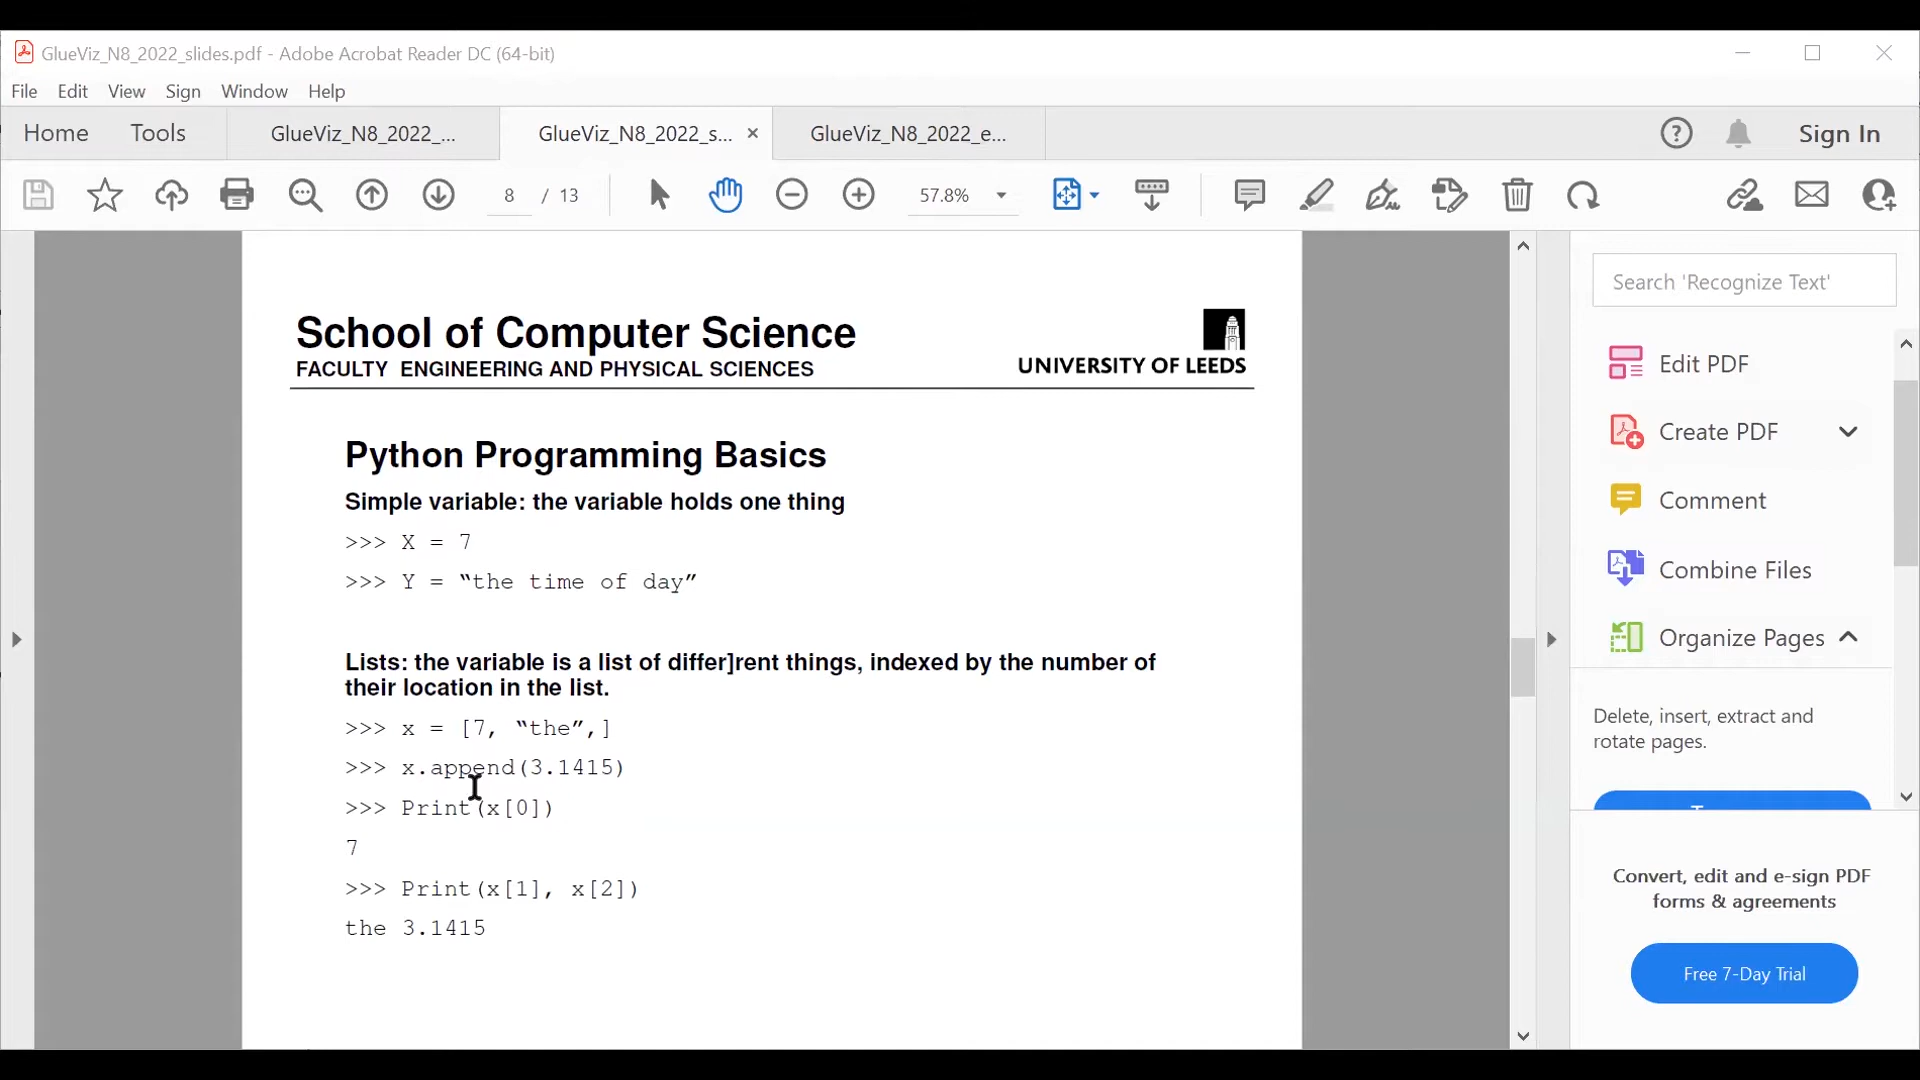 GlueViz_N8_2022_slides.pdf - Adobe Acrobat Reader DC (64-bit)
File Edit View Sign Window Help
Home Tools GlueViz_N8_2022_... GlueViz_N8_2022_s... × GlueViz_N8_2022_e... Sign In
8 / 13 57.8%
Search 'Recognize Text'
School of Computer Science
FACULTY ENGINEERING AND PHYSICAL SCIENCES
UNIVERSITY OF LEEDS
Python Programming Basics
Simple variable: the variable holds one thing
>>> X = 7
>>> Y = “the time of day”
Lists: the variable is a list of differ]rent things, indexed by the number of
their location in the list.
>>> x = [7, “the”,]
>>> x.append(3.1415)
>>> Print(x[0])
7
>>> Print(x[1], x[2])
the 3.1415
Edit PDF
Create PDF
Comment
Combine Files
Organize Pages
Delete, insert, extract and
rotate pages.
Convert, edit and e-sign PDF
forms & agreements
Free 7-Day Trial